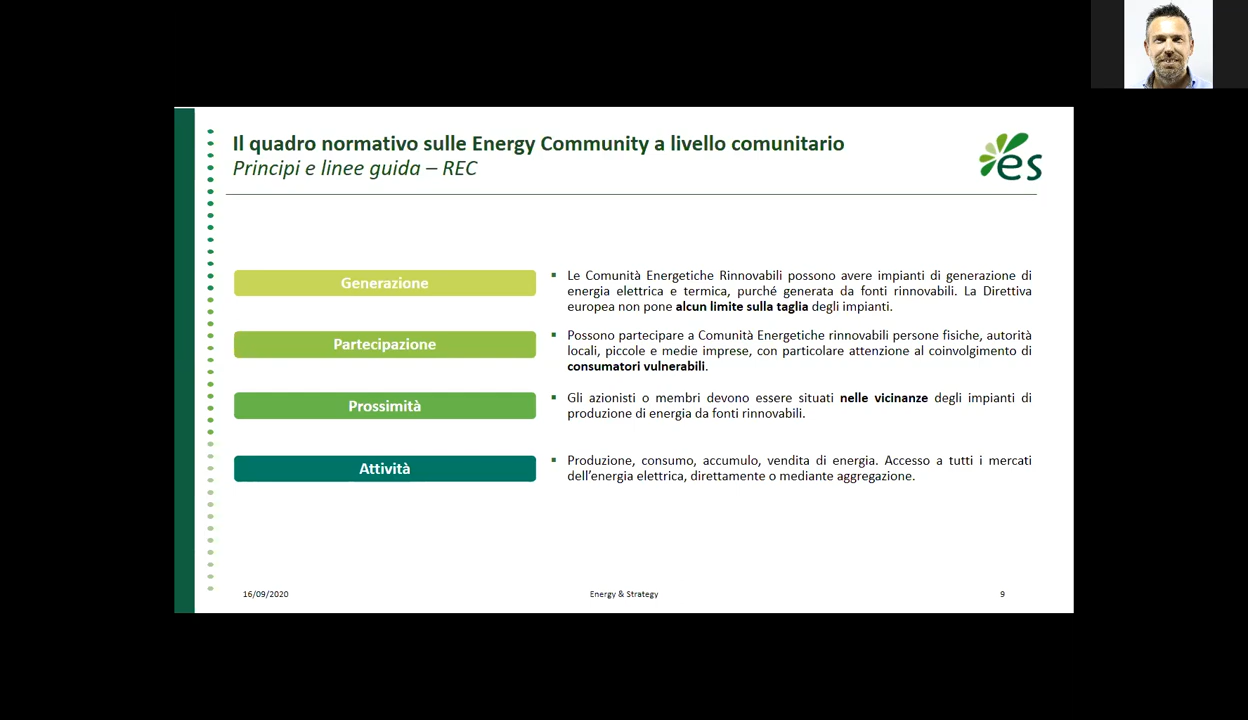 Il quadro normativo sulle Energy Community a livello comunitario
Principi e linee guida – REC
es
Generazione
▪ Le Comunità Energetiche Rinnovabili possono avere impianti di generazione di
energia elettrica e termica, purché generata da fonti rinnovabili. La Direttiva
europea non pone alcun limite sulla taglia degli impianti.
Partecipazione
▪ Possono partecipare a Comunità Energetiche rinnovabili persone fisiche, autorità
locali, piccole e medie imprese, con particolare attenzione al coinvolgimento di
consumatori vulnerabili.
Prossimità
▪ Gli azionisti o membri devono essere situati nelle vicinanze degli impianti di
produzione di energia da fonti rinnovabili.
Attività
▪ Produzione, consumo, accumulo, vendita di energia. Accesso a tutti i mercati
dell’energia elettrica, direttamente o mediante aggregazione.
16/09/2020
Energy & Strategy
9